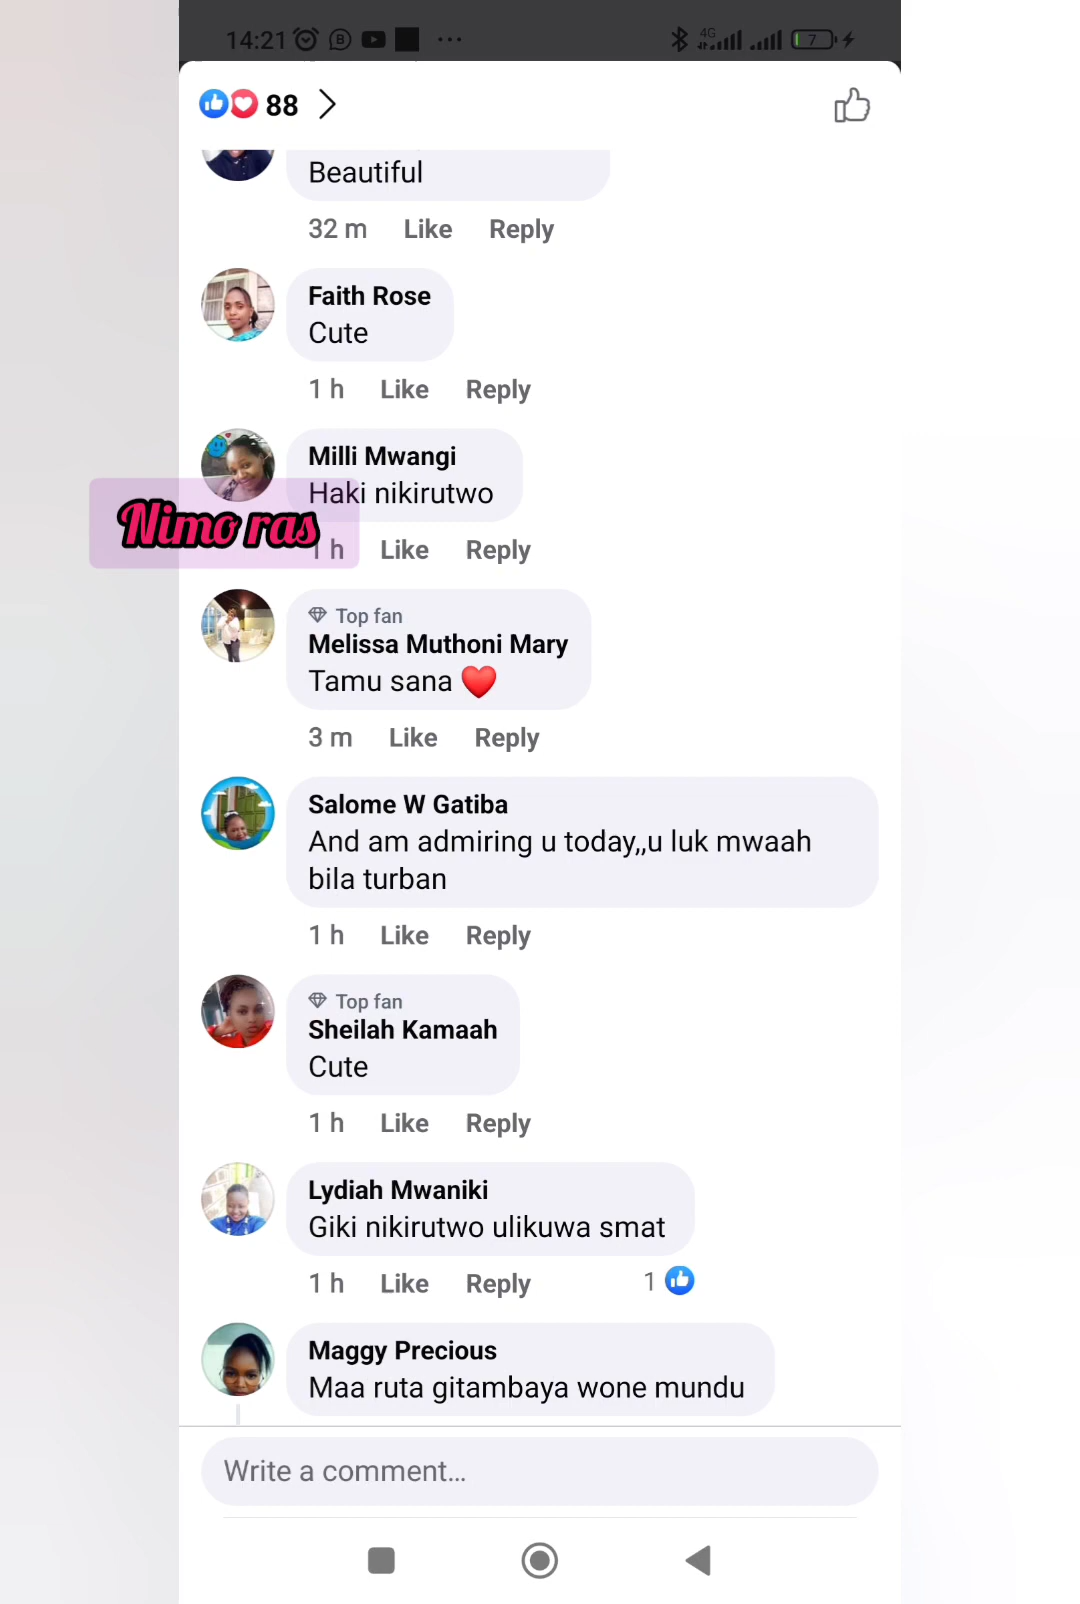 14:21
4G
7
88
Beautiful
32 m Like Reply
Faith Rose
Cute
1 h Like Reply
Milli Mwangi
Haki nikirutwo
Nimo ras
1 h Like Reply
Top fan
Melissa Muthoni Mary
Tamu sana
3 m Like Reply
Salome W Gatiba
And am admiring u today,,u luk mwaah
bila turban
1 h Like Reply
Top fan
Sheilah Kamaah
Cute
1 h Like Reply
Lydiah Mwaniki
Giki nikirutwo ulikuwa smat
1 h Like Reply 1
Maggy Precious
Maa ruta gitambaya wone mundu
Write a comment...